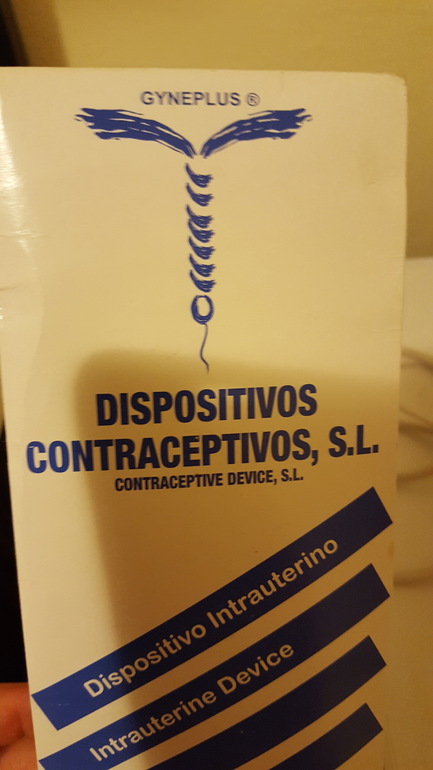 GYNEPLUS ®
DISPOSITIVOS
CONTRACEPTIVOS, S.L.
CONTRACEPTIVE DEVICE, S.L.
Dispositivo Intrauterino
Intrauterine Device